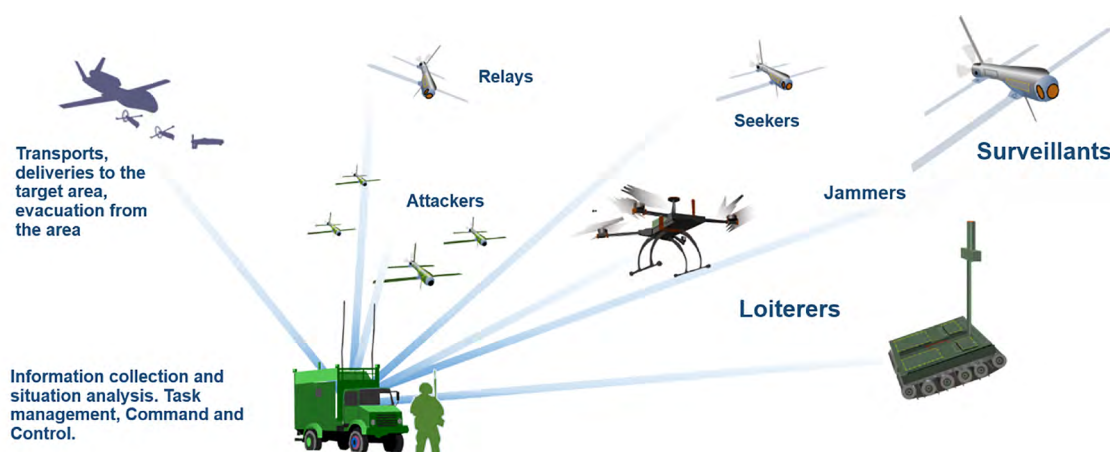 Relays
Seekers
Surveillants
Transports,
deliveries to the
target area,
evacuation from
the area
Attackers
Jammers
Loiterers
Information collection and
situation analysis. Task
management, Command and
Control.